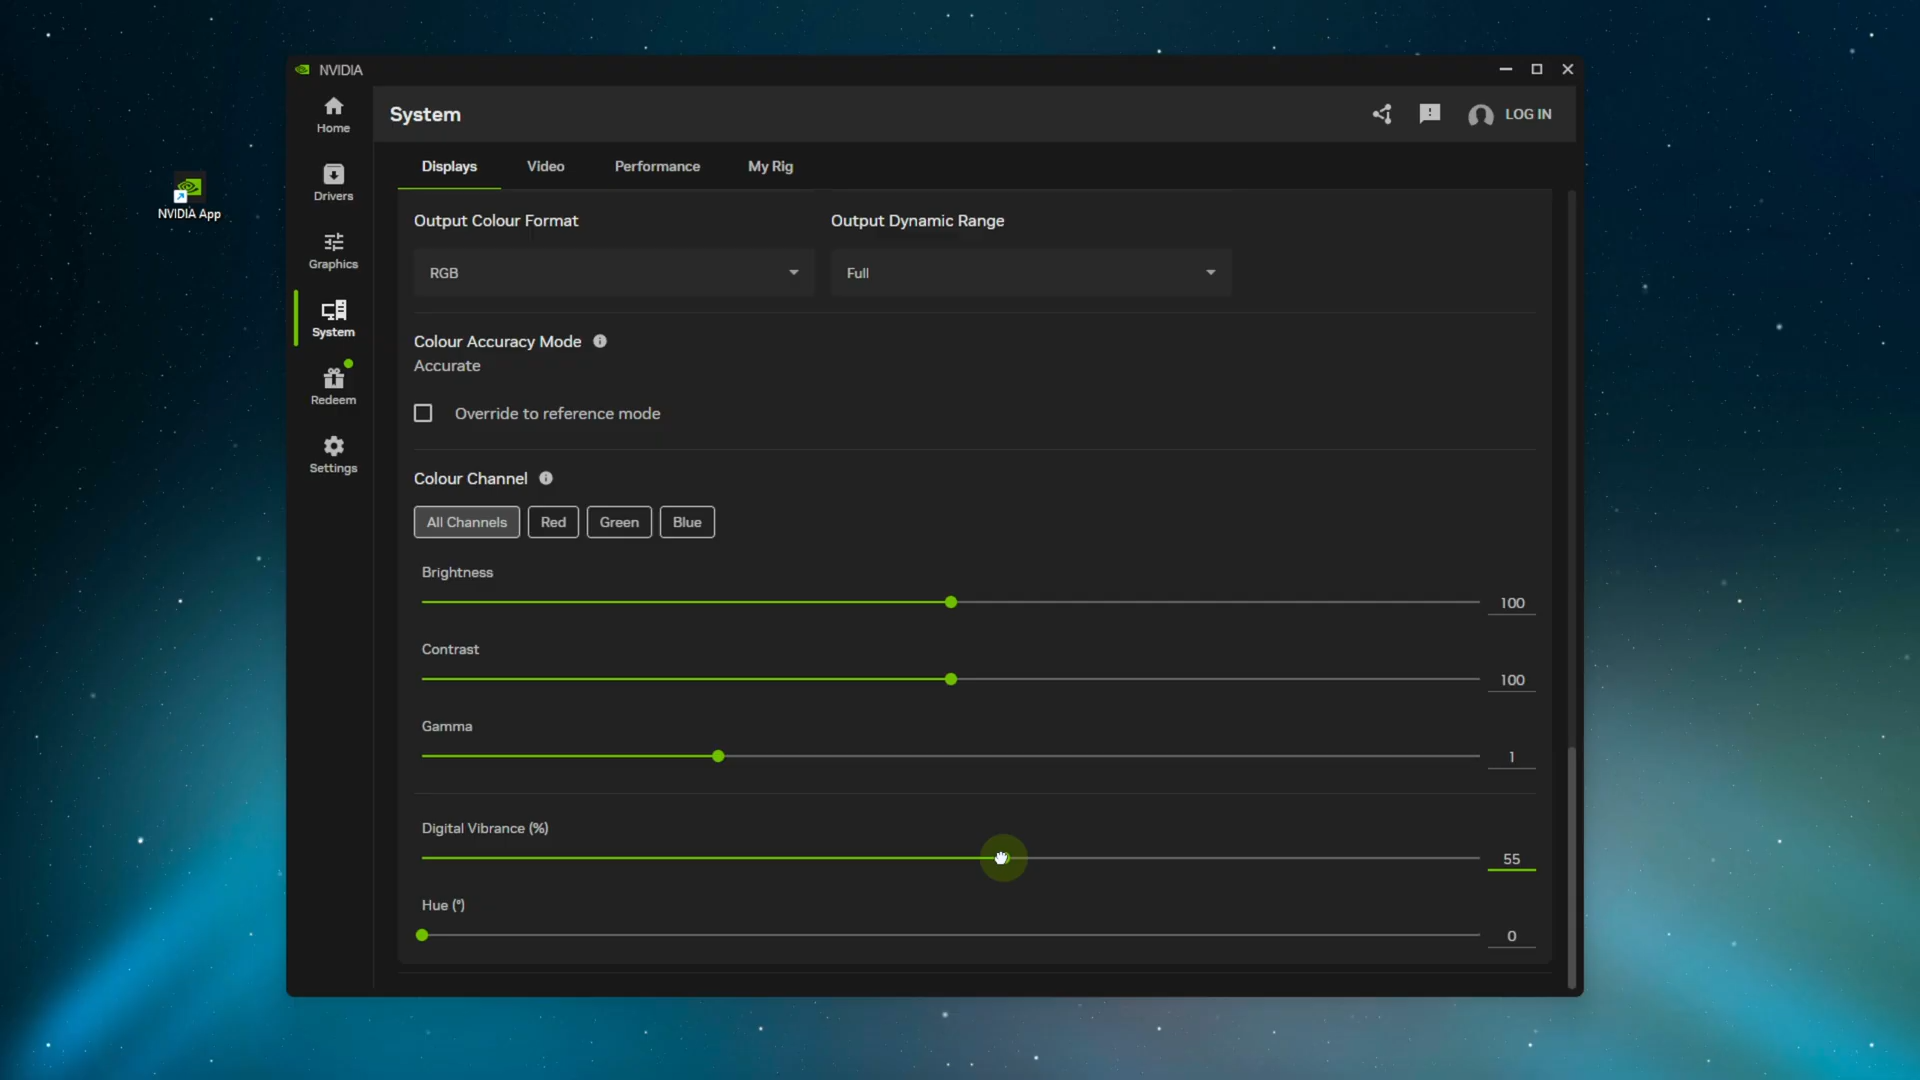 NVIDIA
Home
System
LOG IN
Displays
Video
Performance
My Rig
Drivers
NVIDIA App
Output Colour Format
Output Dynamic Range
Graphics
RGB
Full
System
Colour Accuracy Mode
Accurate
Redeem
Override to reference mode
Settings
Colour Channel
All Channels
Red
Green
Blue
Brightness
100
Contrast
100
Gamma
1
Digital Vibrance (%)
55
Hue (°)
0